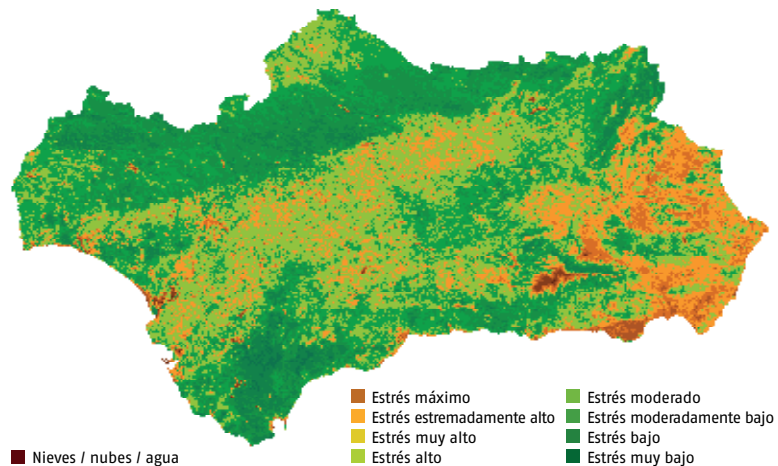 Estrés máximo
Estrés estremadamente alto
Estrés muy alto
Estrés alto
Estrés moderado
Estrés moderadamente bajo
Estrés bajo
Estrés muy bajo
Nieves / nubes / agua